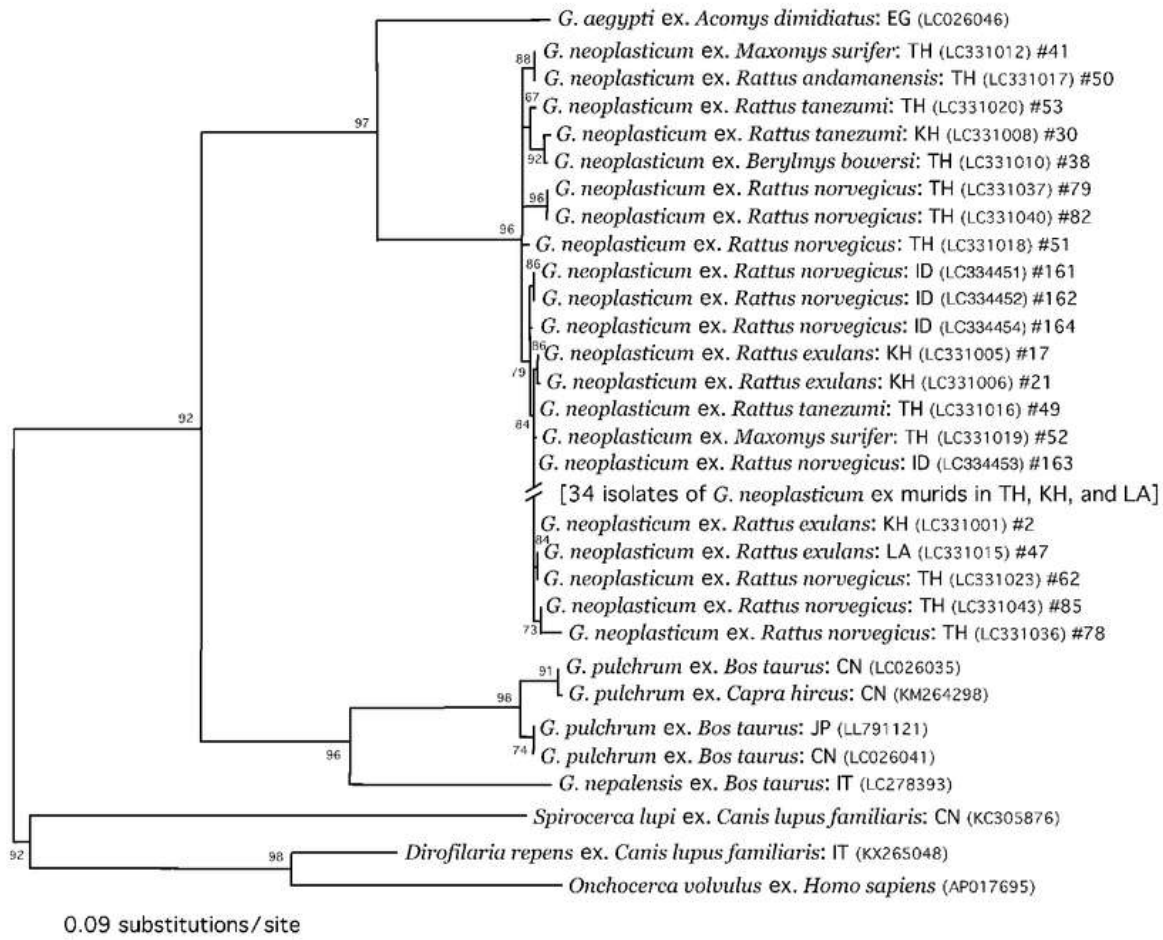 G. aegypti ex. Acomys dimidiatus: EG (LC026046)
G. neoplasticum ex. Maxomys surifer: TH (LC331012) #41
88
G. neoplasticum ex. Rattus andamanensis: TH (LC331017) #50
67
G. neoplasticum ex. Rattus tanezumi: TH (LC331020) #53
97
G. neoplasticum ex. Rattus tanezumi: KH (LC331008) #30
92
G. neoplasticum ex. Berylmys bowersi: TH (LC331010) #38
G. neoplasticum ex. Rattus norvegicus: TH (LC331037) #79
96
G. neoplasticum ex. Rattus norvegicus: TH (LC331040) #82
96
G. neoplasticum ex. Rattus norvegicus: TH (LC331018) #51
86
G. neoplasticum ex. Rattus norvegicus: ID (LC334451) #161
G. neoplasticum ex. Rattus norvegicus: ID (LC334452) #162
G. neoplasticum ex. Rattus norvegicus: ID (LC334454) #164
86
G. neoplasticum ex. Rattus exulans: KH (LC331005) #17
79
G. neoplasticum ex. Rattus exulans: KH (LC331006) #21
G. neoplasticum ex. Rattus tanezumi: TH (LC331016) #49
92
84
G. neoplasticum ex. Maxomys surifer: TH (LC331019) #52
G. neoplasticum ex. Rattus norvegicus: ID (LC334453) #163
[34 isolates of G. neoplasticum ex murids in TH, KH, and LA]
G. neoplasticum ex. Rattus exulans: KH (LC331001) #2
84
G. neoplasticum ex. Rattus exulans: LA (LC331015) #47
G. neoplasticum ex. Rattus norvegicus: TH (LC331023) #62
G. neoplasticum ex. Rattus norvegicus: TH (LC331043) #85
73
G. neoplasticum ex. Rattus norvegicus: TH (LC331036) #78
91
G. pulchrum ex. Bos taurus: CN (LC026035)
G. pulchrum ex. Capra hircus: CN (KM264298)
98
G. pulchrum ex. Bos taurus: JP (LL791121)
96
74
G. pulchrum ex. Bos taurus: CN (LC026041)
G. nepalensis ex. Bos taurus: IT (LC278393)
Spirocerca lupi ex. Canis lupus familiaris: CN (KC305876)
92
98
Dirofilaria repens ex. Canis lupus familiaris: IT (KX265048)
Onchocerca volvulus ex. Homo sapiens (AP017695)
0.09 substitutions/site